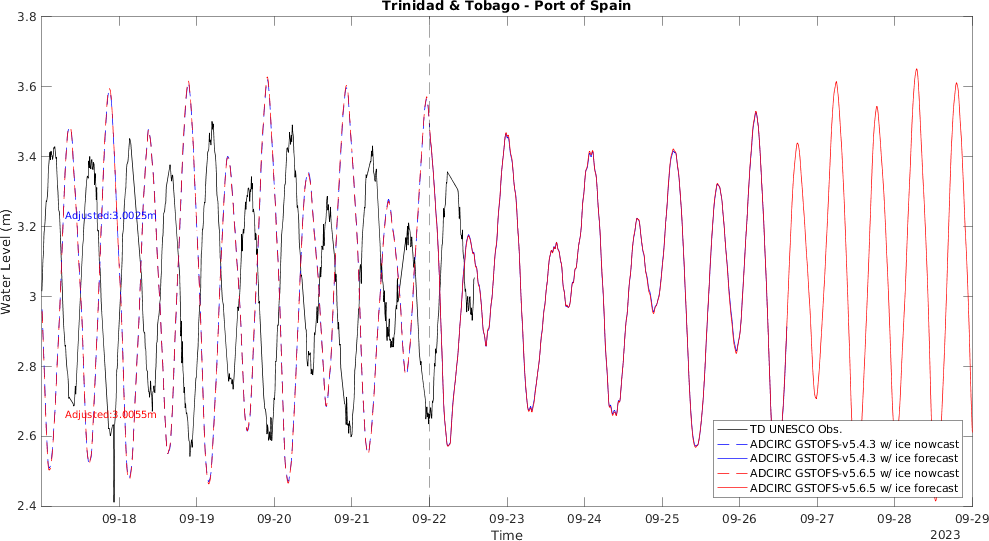 Trinidad & Tobago - Port of Spain
3.8
3.6
3.4
3.2
3
2.8
2.6
2.4
Water Level (m)
Adjusted:3.0025m
Adjusted:3.0055m
TD UNESCO Obs.
ADCIRC GSTOFS-v5.4.3 w/ ice nowcast
ADCIRC GSTOFS-v5.4.3 w/ ice forecast
ADCIRC GSTOFS-v5.6.5 w/ ice nowcast
ADCIRC GSTOFS-v5.6.5 w/ ice forecast
09-18 09-19 09-20 09-21 09-22 09-23 09-24 09-25 09-26 09-27 09-28 09-29
Time
2023